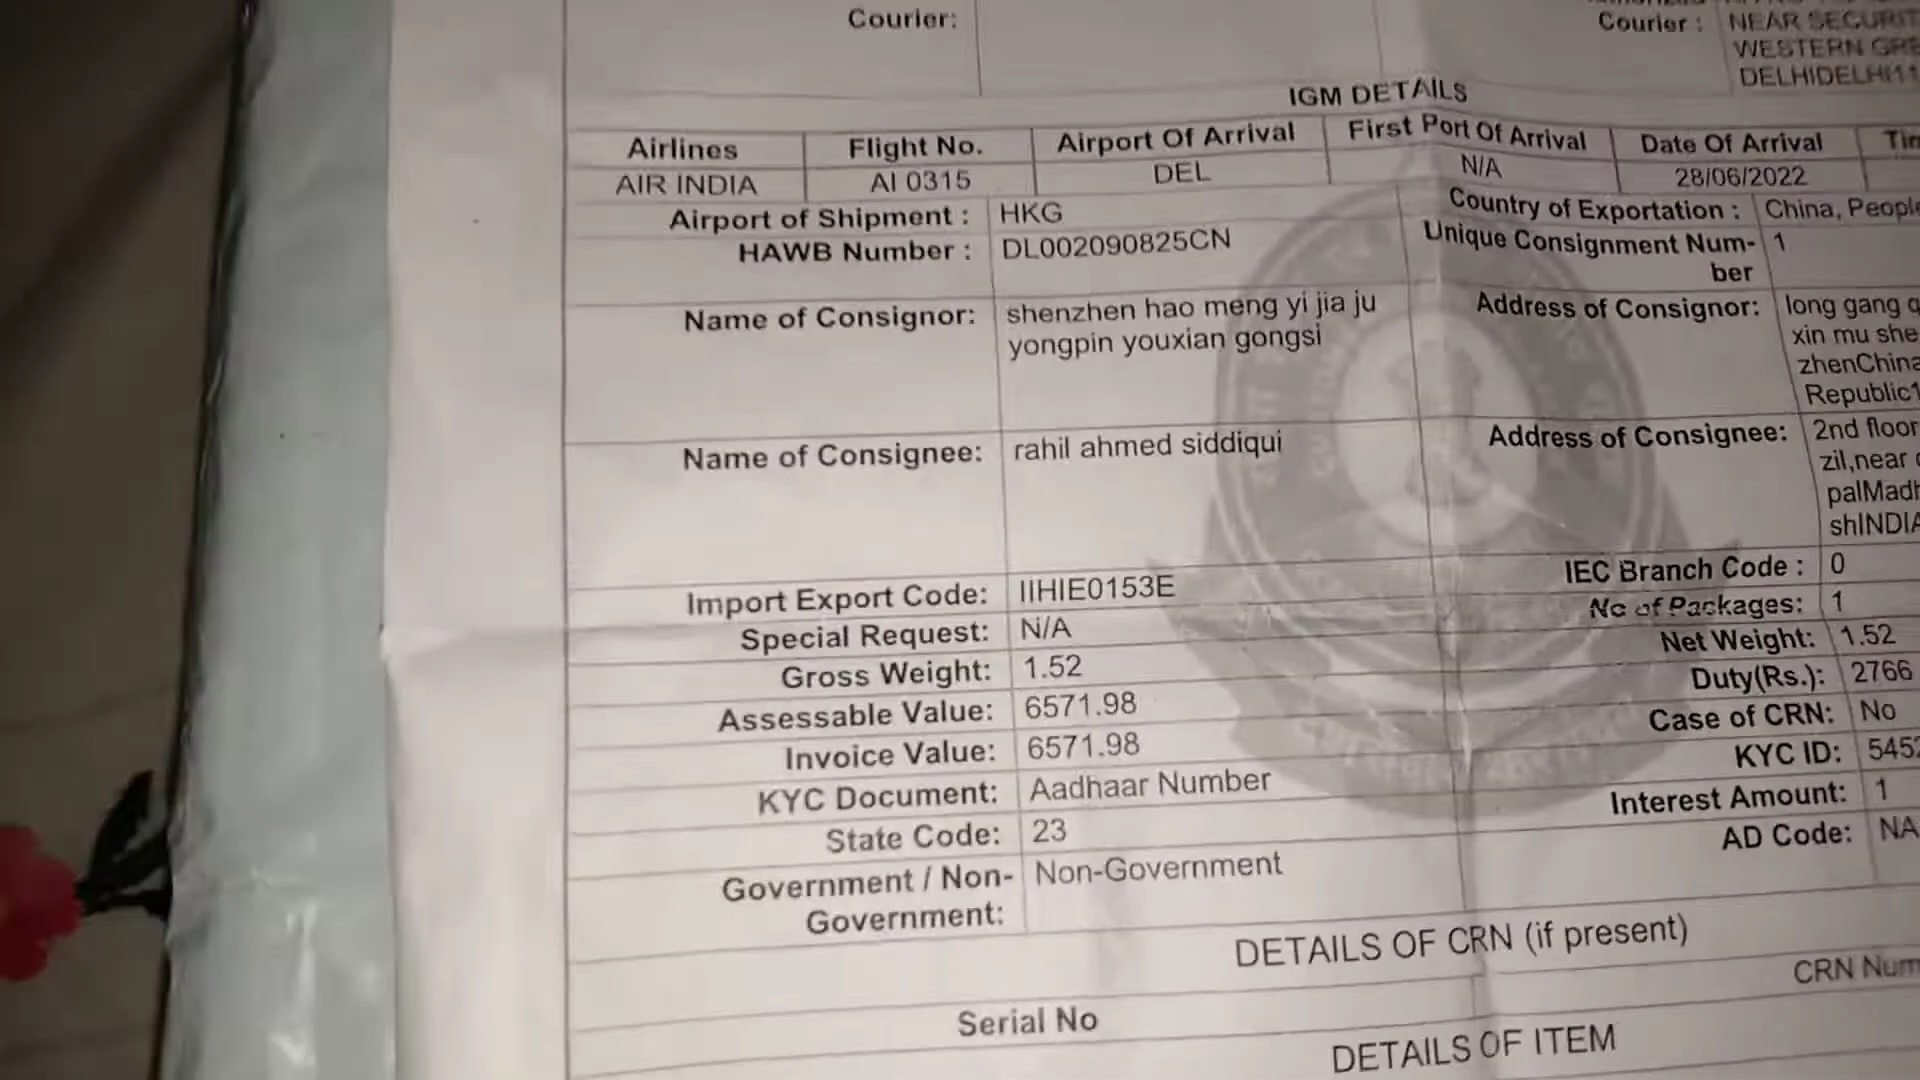 Courier:
Courier : NEAR SECURIT
WESTERN GRE
DELHIDELHI11
IGM DETAILS
Airlines Flight No. Airport Of Arrival First Port Of Arrival Date Of Arrival Tim
AIR INDIA AI 0315 DEL N/A 28/06/2022
Airport of Shipment : HKG Country of Exportation : China, People
HAWB Number : DL002090825CN Unique Consignment Num- 1
ber
Name of Consignor: shenzhen hao meng yi jia ju Address of Consignor: long gang q
yongpin youxian gongsi xin mu she
zhenChina
Republic1
Name of Consignee: rahil ahmed siddiqui Address of Consignee: 2nd floor
zil,near
palMadh
shINDIA
Import Export Code: IIHIE0153E IEC Branch Code : 0
Special Request: N/A No of Packages: 1
Gross Weight: 1.52 Net Weight: 1.52
Assessable Value: 6571.98 Duty(Rs.): 2766
Invoice Value: 6571.98 Case of CRN: No
KYC Document: Aadhaar Number KYC ID: 5452
State Code: 23 Interest Amount: 1
Government / Non- Non-Government AD Code: NA
Government:
DETAILS OF CRN (if present)
Serial No CRN Num
DETAILS OF ITEM